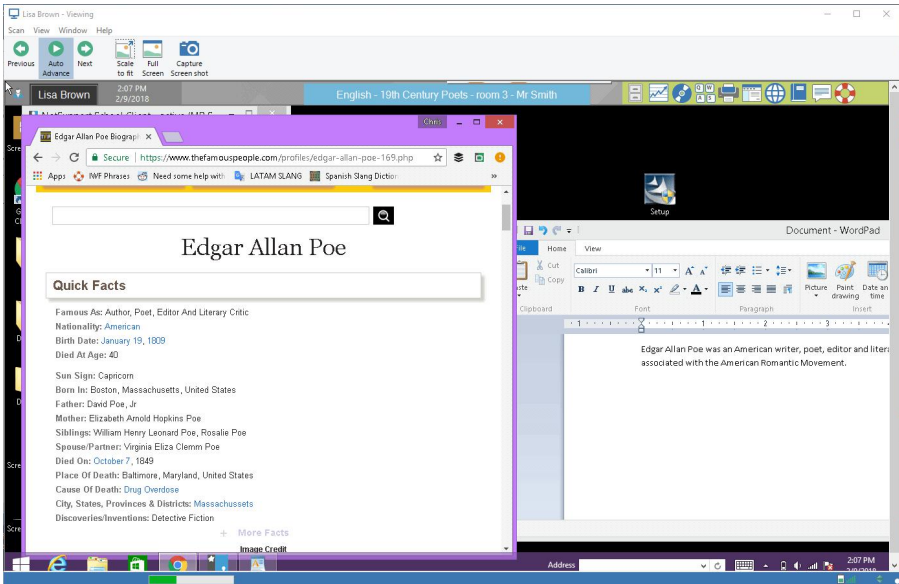 Lisa Brown - Viewing
Scan View Window Help
Previous
Auto Advance
Next
Scale to fit
Full Screen
Capture Screen shot
Lisa Brown
2:07 PM
2/9/2018
English - 19th Century Poets - room 3 - Mr Smith
Chris
Edgar Allan Poe Biograph
Secure | https://www.thefamouspeople.com/profiles/edgar-allan-poe-169.php
Apps IWF Phrases Need some help with LATAM SLANG Spanish Slang Diction »
Edgar Allan Poe
Quick Facts
Famous As: Author, Poet, Editor And Literary Critic
Nationality: American
Birth Date: January 19, 1809
Died At Age: 40
Sun Sign: Capricorn
Born In: Boston, Massachusetts, United States
Father: David Poe, Jr
Mother: Elizabeth Arnold Hopkins Poe
Siblings: William Henry Leonard Poe, Rosalie Poe
Spouse/Partner: Virginia Eliza Clemm Poe
Died On: October 7, 1849
Place Of Death: Baltimore, Maryland, United States
Cause Of Death: Drug Overdose
City, States, Provinces & Districts: Massachussets
Discoveries/Inventions: Detective Fiction
+ More Facts
Image Credit
Setup
Document - WordPad
Home View
Cut
Copy
Calibri 11
Picture
Paint drawing
Date an
time
Clipboard Font Paragraph Insert
1 1 2 3
Edgar Allan Poe was an American writer, poet, editor and litera
associated with the American Romantic Movement.
Address
2:07 PM